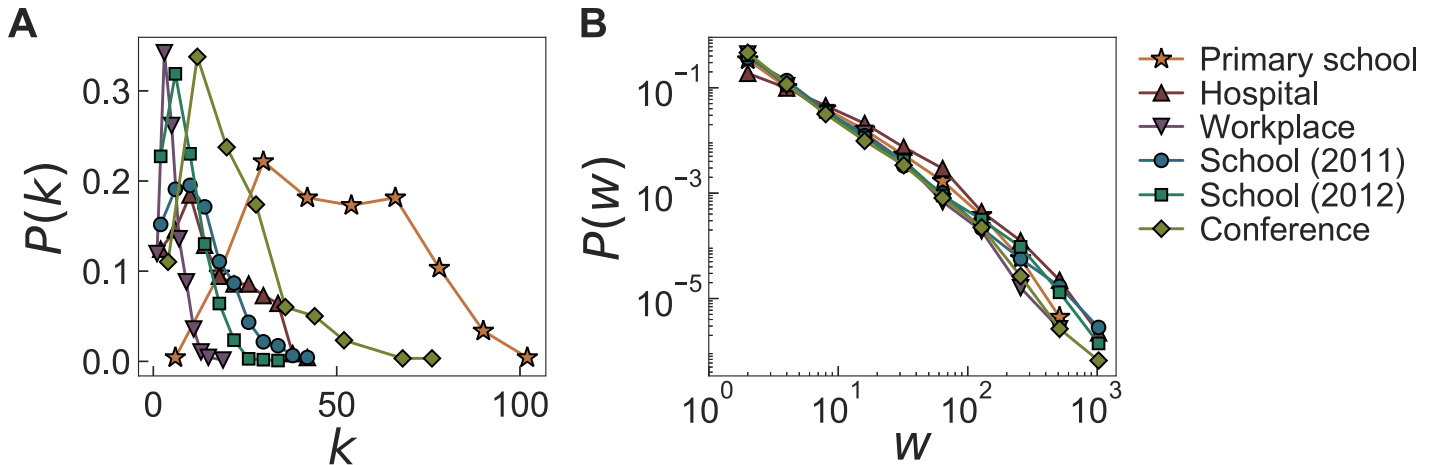 A
P(k)
0.3
0.2
0.1
0.0
0
50
100
k
B
P(w)
10^−1
10^−3
10^−5
10^0
10^1
10^2
10^3
w
Primary school
Hospital
Workplace
School (2011)
School (2012)
Conference